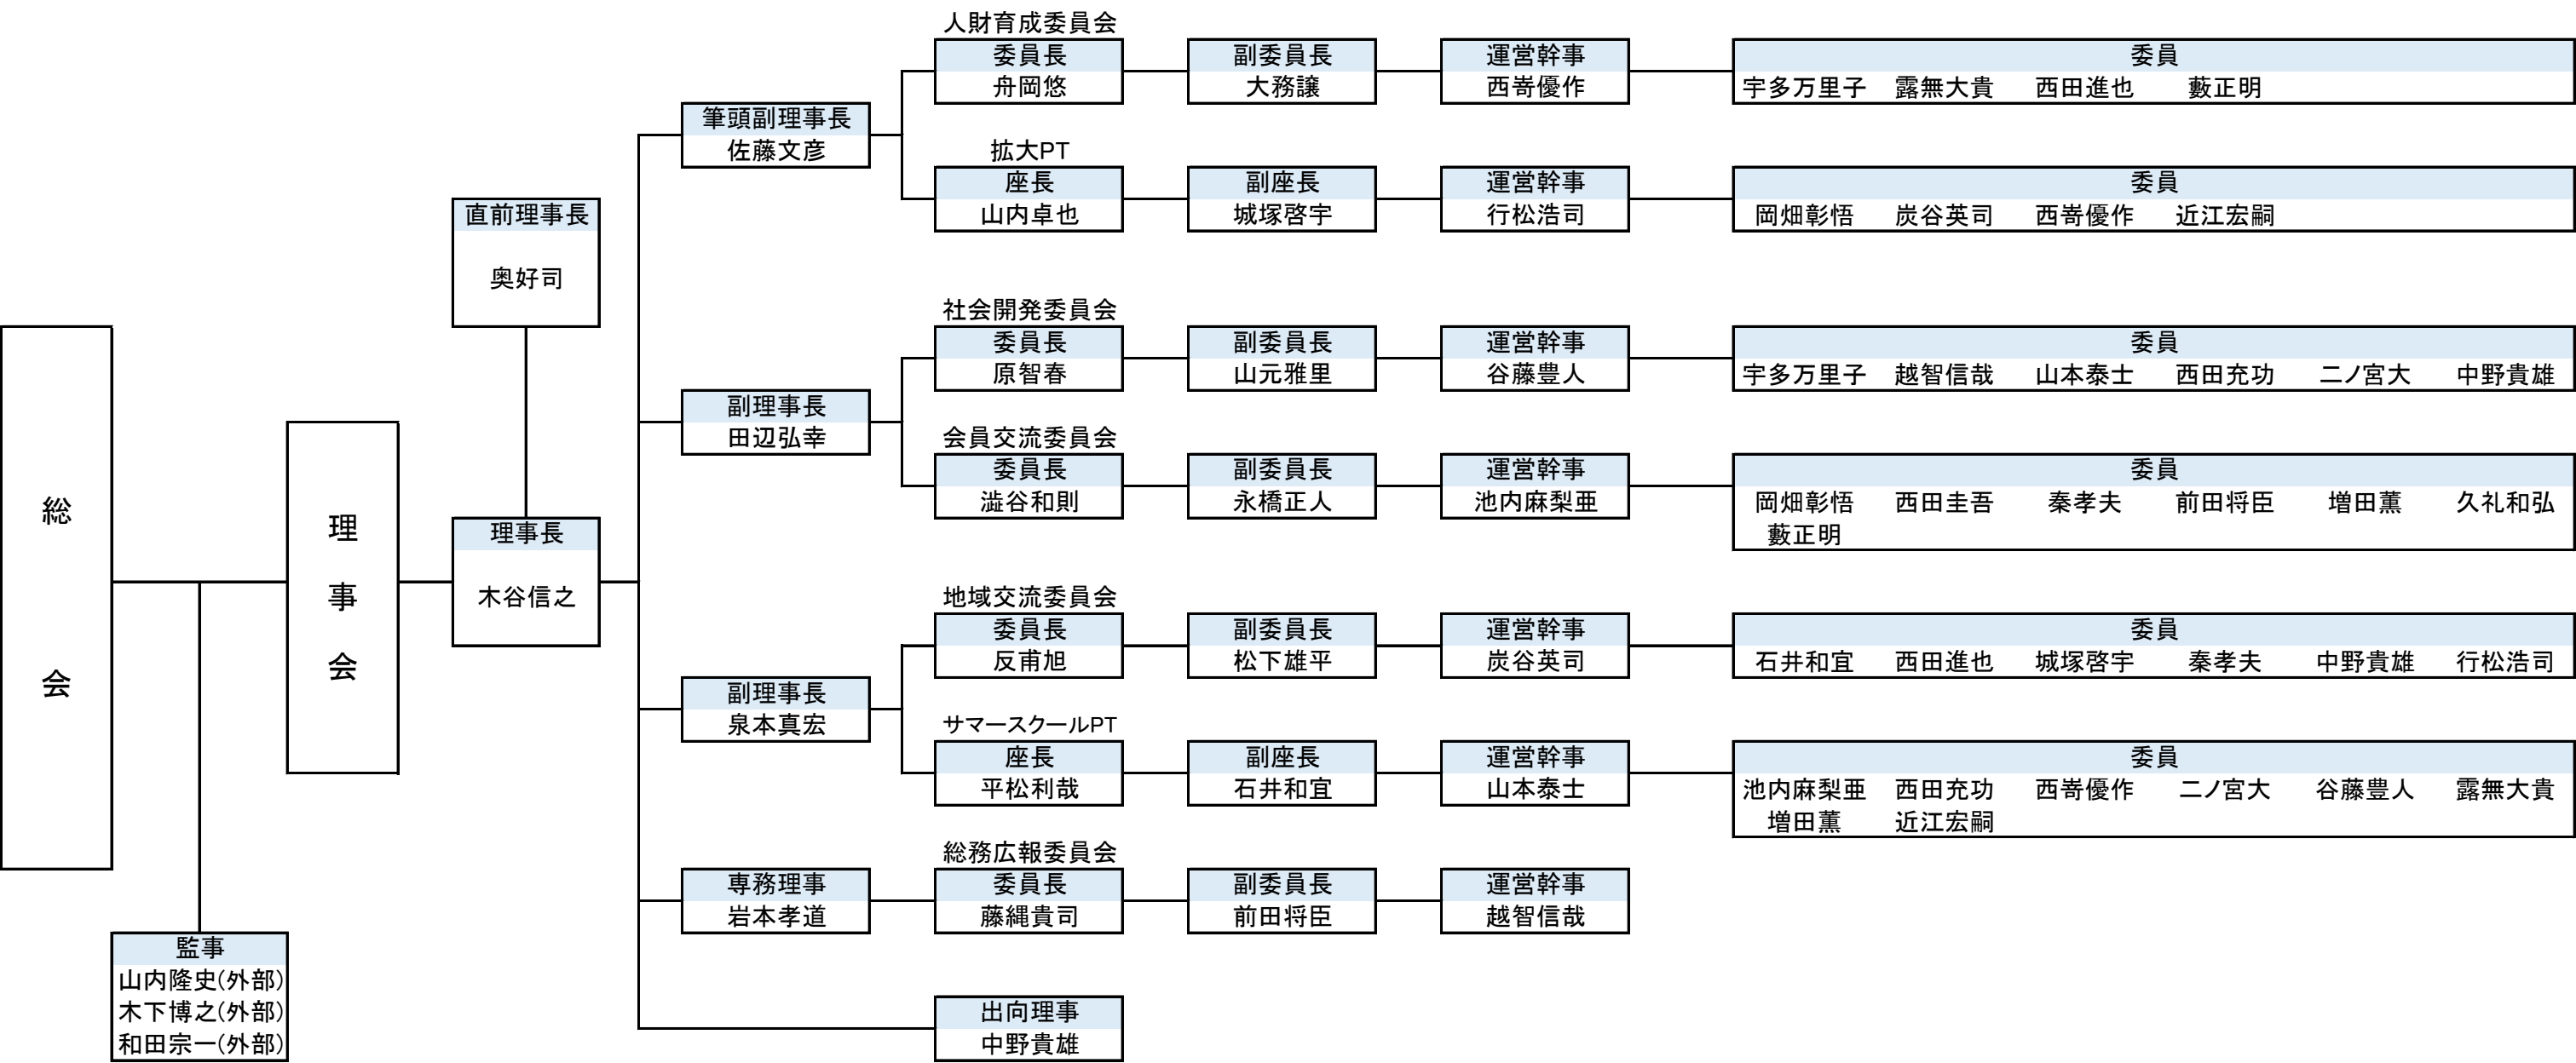 総会
理事会
監事
山内隆史(外部)
木下博之(外部)
和田宗一(外部)
直前理事長
奥好司
理事長
木谷信之
筆頭副理事長
佐藤文彦
人財育成委員会
委員長 副委員長 運営幹事 委員
舟岡悠 大務譲 西嵜優作 宇多万里子 露無大貴 西田進也 藪正明
拡大PT
座長 副座長 運営幹事 委員
山内卓也 城塚啓宇 行松浩司 岡畑彰悟 炭谷英司 西嵜優作 近江宏嗣
副理事長
田辺弘幸
社会開発委員会
委員長 副委員長 運営幹事 委員
原智春 山元雅里 谷藤豊人 宇多万里子 越智信哉 山本泰士 西田充功 二ノ宮大 中野貴雄
会員交流委員会
委員長 副委員長 運営幹事 委員
澁谷和則 永橋正人 池内麻梨亜 岡畑彰悟 西田圭吾 秦孝夫 前田将臣 増田薫 久礼和弘
藪正明
副理事長
泉本真宏
地域交流委員会
委員長 副委員長 運営幹事 委員
反甫旭 松下雄平 炭谷英司 石井和宜 西田進也 城塚啓宇 秦孝夫 中野貴雄 行松浩司
サマースクールPT
座長 副座長 運営幹事 委員
平松利哉 石井和宜 山本泰士 池内麻梨亜 西田充功 西嵜優作 二ノ宮大 谷藤豊人 露無大貴
増田薫 近江宏嗣
専務理事
岩本孝道
総務広報委員会
委員長 副委員長 運営幹事
藤縄貴司 前田将臣 越智信哉
出向理事
中野貴雄